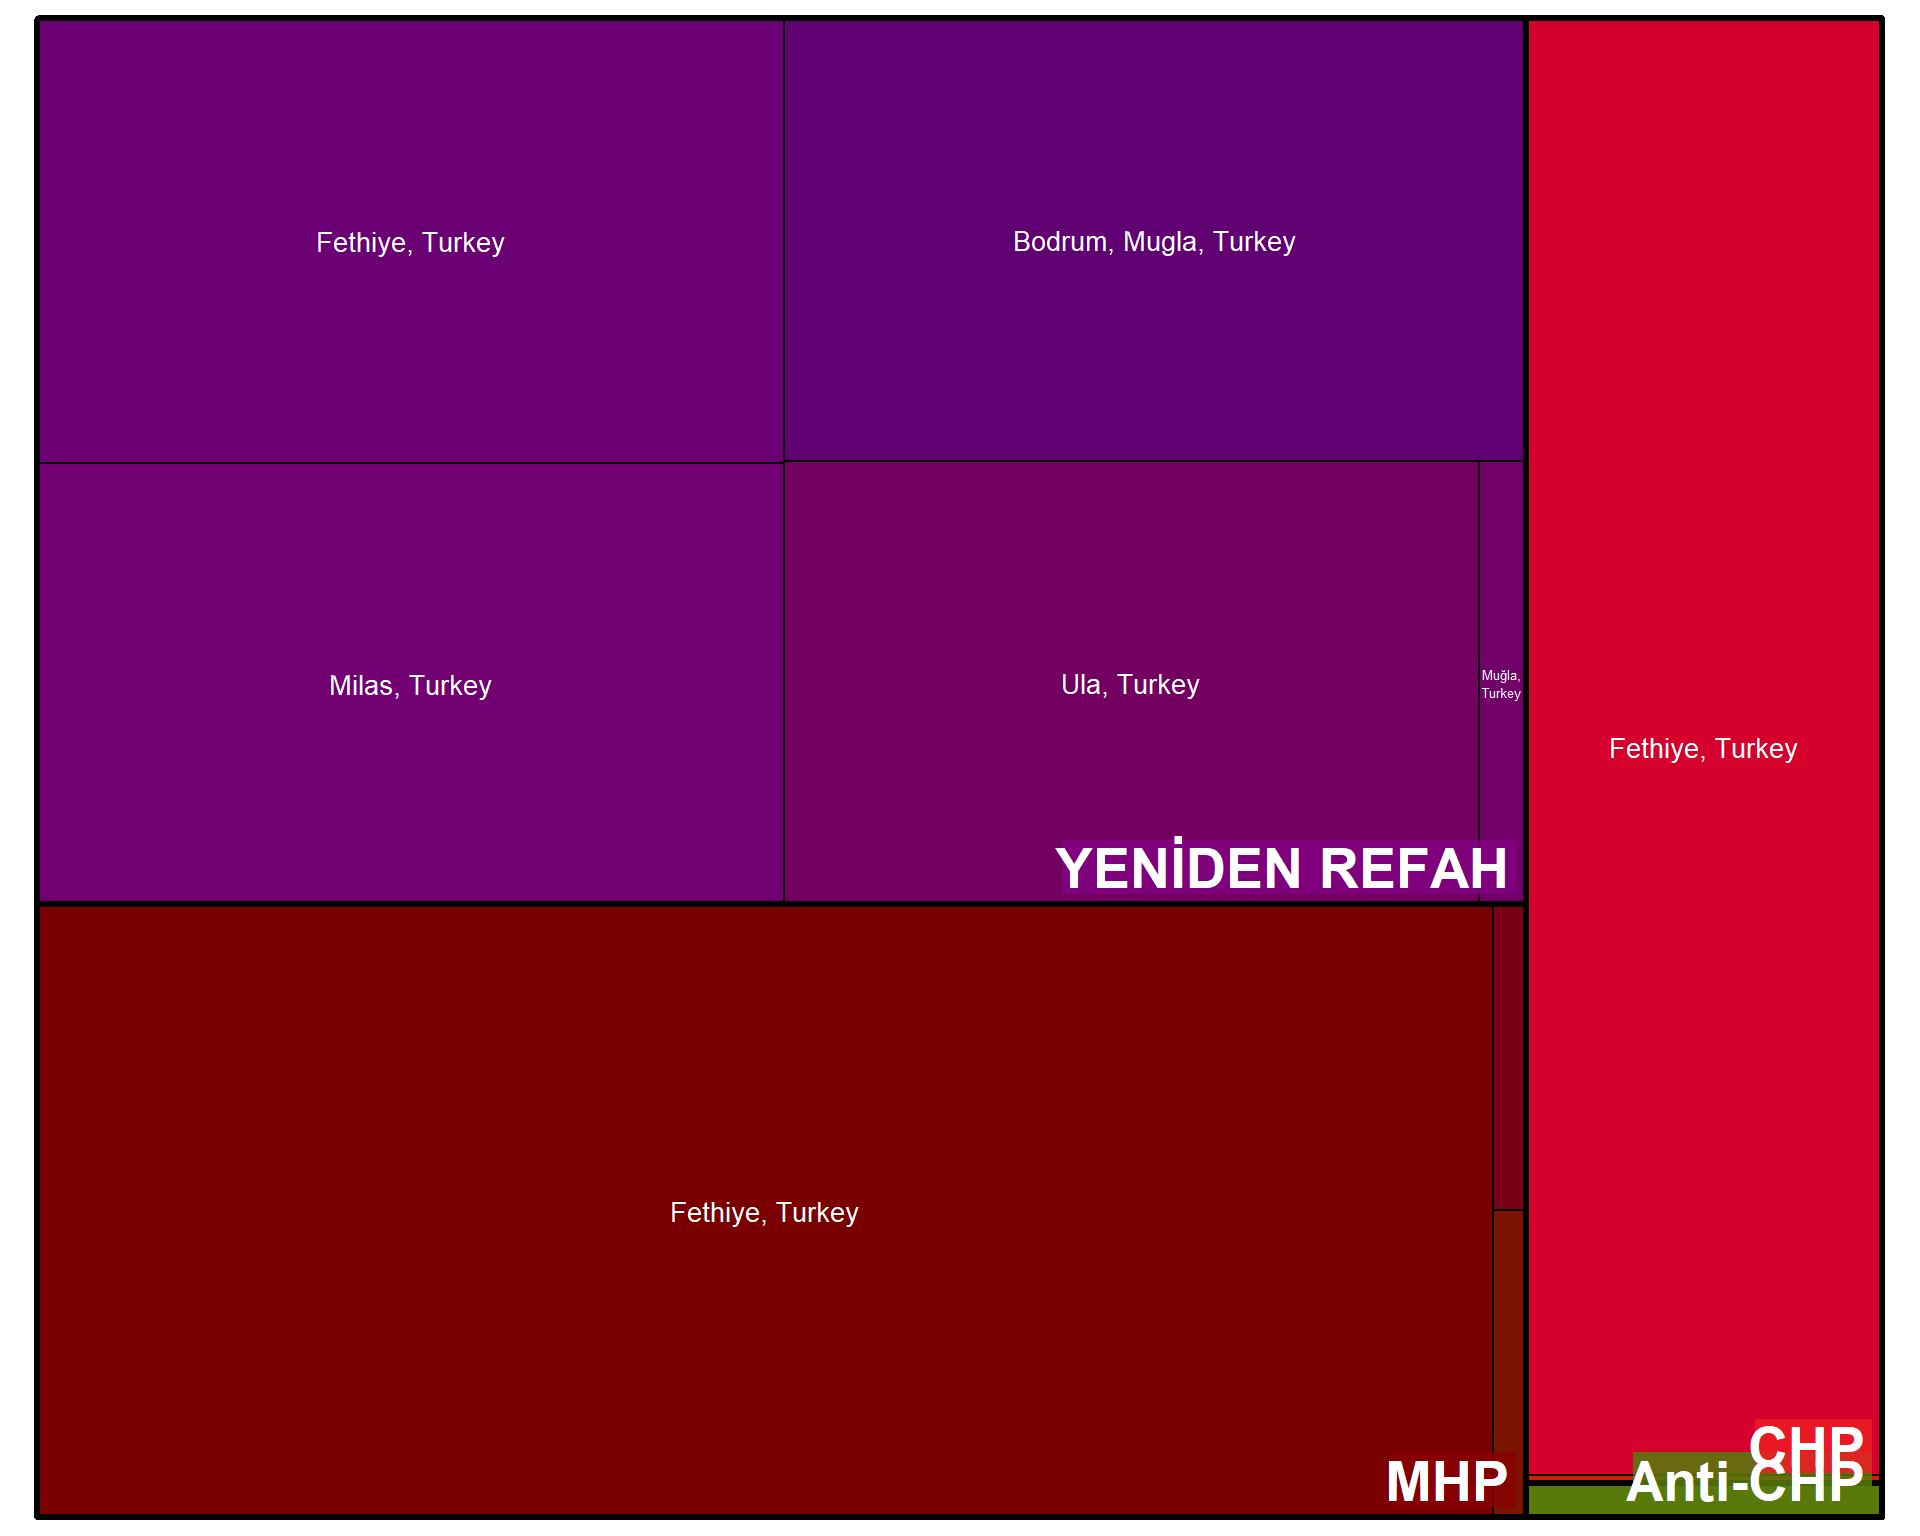 Fethiye, Turkey
Bodrum, Mugla, Turkey
Milas, Turkey
Ula, Turkey
Muğla,
Turkey
YENİDEN REFAH
Fethiye, Turkey
Fethiye, Turkey
MHP
CHP
Anti-CHP